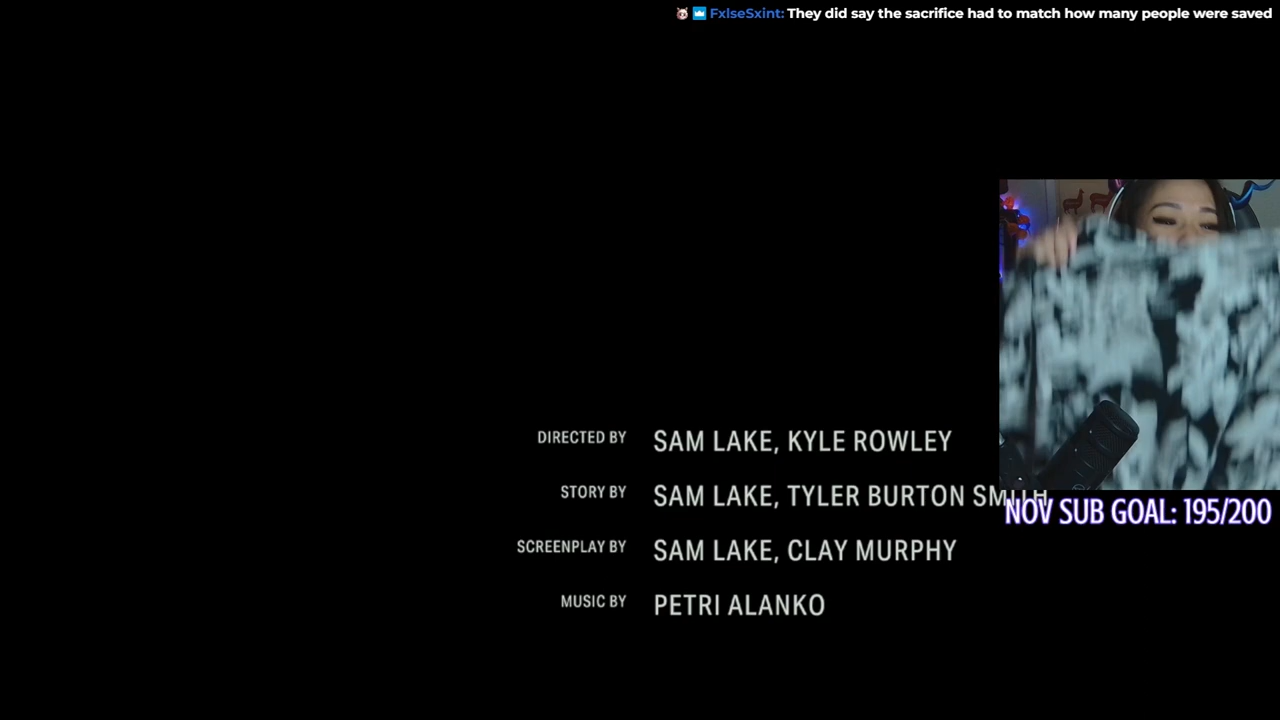 FxlseSxint: They did say the sacrifice had to match how many people were saved
DIRECTED BY SAM LAKE, KYLE ROWLEY
STORY BY SAM LAKE, TYLER BURTON SMITH
SCREENPLAY BY SAM LAKE, CLAY MURPHY
MUSIC BY PETRI ALANKO
NOV SUB GOAL: 195/200